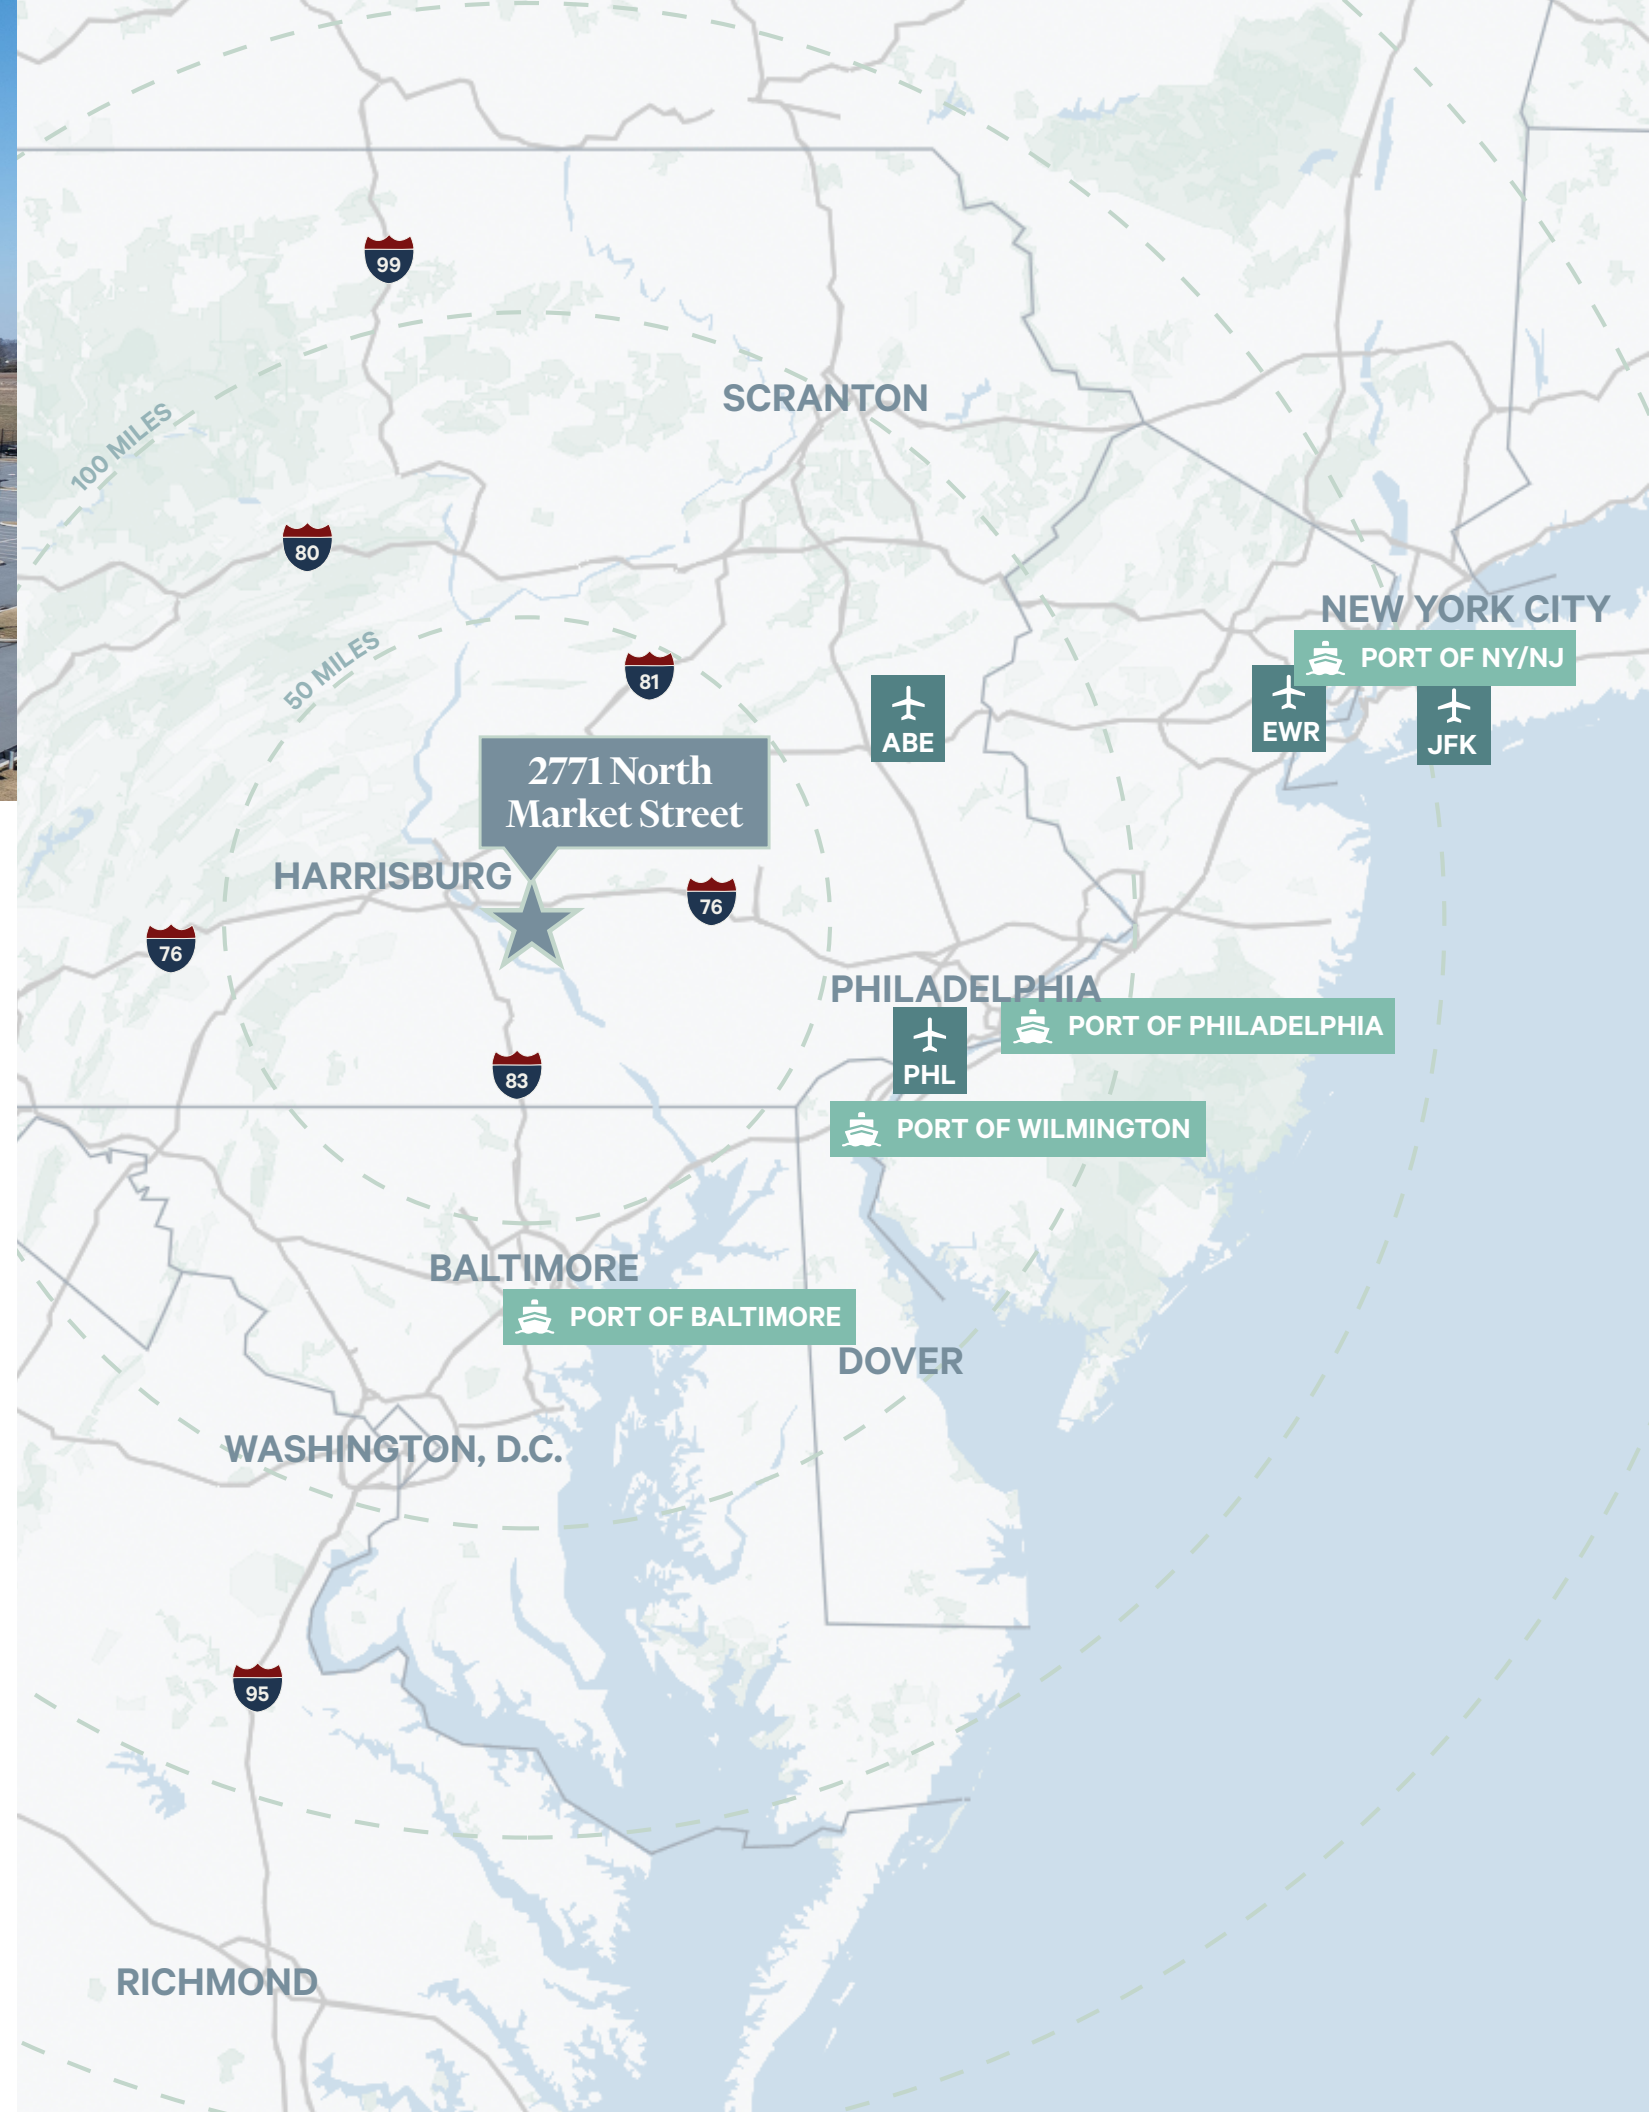 99
SCRANTON
100 MILES
80
NEW YORK CITY
PORT OF NY/NJ
50 MILES
81
ABE
EWR
JFK
2771 North
Market Street
HARRISBURG
76
76
PHILADELPHIA
PORT OF PHILADELPHIA
PHL
83
PORT OF WILMINGTON
BALTIMORE
PORT OF BALTIMORE
DOVER
WASHINGTON, D.C.
95
RICHMOND